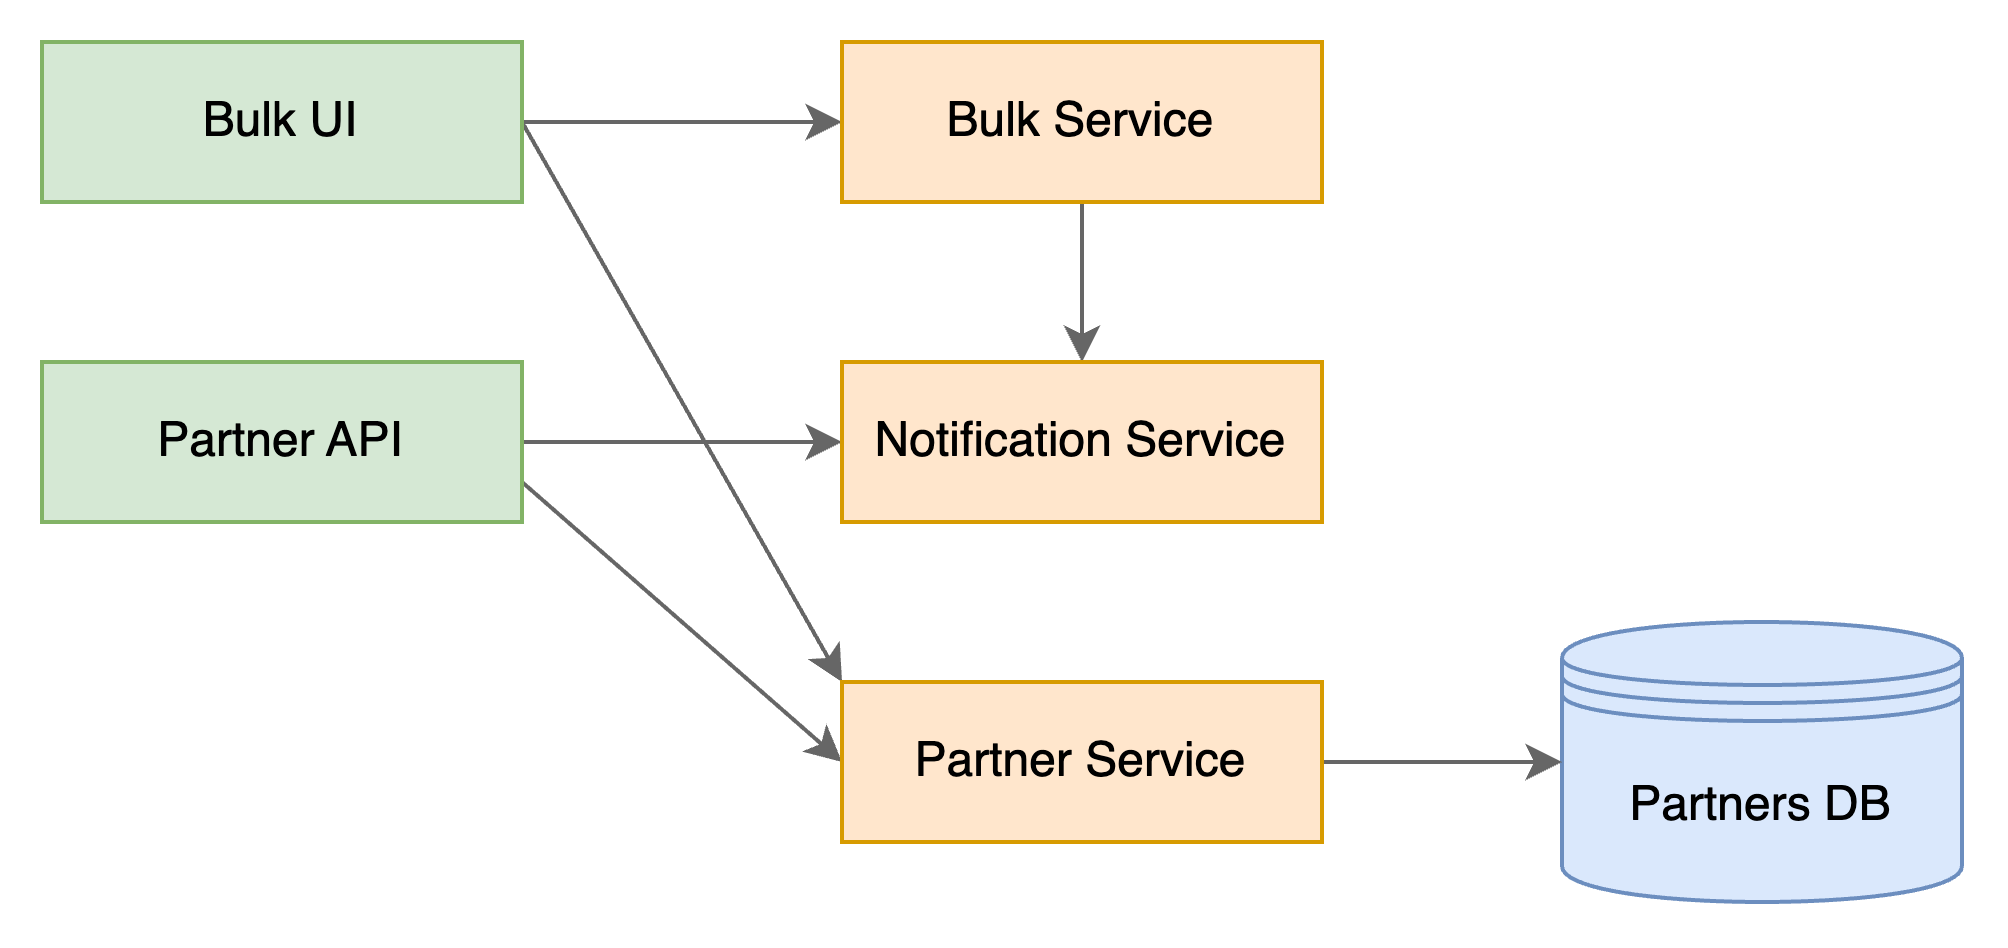 Bulk UI
Bulk Service
Partner API
Notification Service
Partner Service
Partners DB